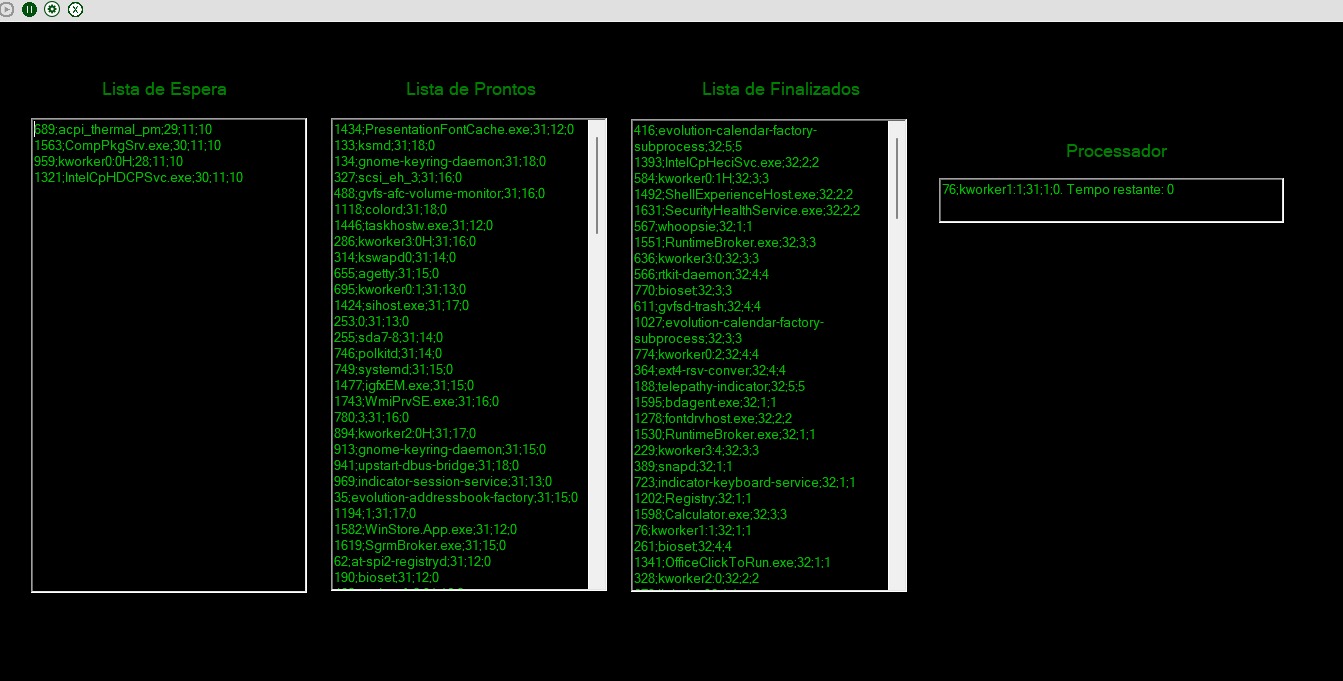 Lista de Espera
689;acpi_thermal_pm;29;11;10
1563;CompPkgSrv.exe;30;11;10
959;kworker0:0H;28;11;10
1321;IntelCpHDCPSvc.exe;30;11;10
Lista de Prontos
1434;PresentationFontCache.exe;31;12;0
133;ksmd;31;18;0
134;gnome-keyring-daemon;31;18;0
327;scsi_eh_3;31;16;0
488;gvfs-afc-volume-monitor;31;16;0
1118;colord;31;18;0
1446;taskhostw.exe;31;12;0
286;kworker3:0H;31;16;0
314;kswapd0;31;14;0
655;agetty;31;15;0
695;kworker0:1;31;13;0
1424;sihost.exe;31;17;0
253;0;31;13;0
255;sda7-8;31;14;0
746;polkitd;31;14;0
749;systemd;31;15;0
1477;igfxEM.exe;31;15;0
1743;WmiPrvSE.exe;31;16;0
780;3;31;16;0
894;kworker2:0H;31;17;0
913;gnome-keyring-daemon;31;15;0
941;upstart-dbus-bridge;31;18;0
969;indicator-session-service;31;13;0
35;evolution-addressbook-factory;31;15;0
1194;1;31;17;0
1582;WinStore.App.exe;31;12;0
1619;SgrmBroker.exe;31;15;0
62;at-spi2-registryd;31;12;0
190;bioset;31;12;0
Lista de Finalizados
416;evolution-calendar-factory-
subprocess;32;5;5
1393;IntelCpHeciSvc.exe;32;2;2
584;kworker0:1H;32;3;3
1492;ShellExperienceHost.exe;32;2;2
1631;SecurityHealthService.exe;32;2;2
567;whoopsie;32;1;1
1551;RuntimeBroker.exe;32;3;3
636;kworker3:0;32;3;3
566;rtkit-daemon;32;4;4
770;bioset;32;3;3
611;gvfsd-trash;32;4;4
1027;evolution-calendar-factory-
subprocess;32;3;3
774;kworker0:2;32;4;4
364;ext4-rsv-conver;32;4;4
188;telepathy-indicator;32;5;5
1595;bdagent.exe;32;1;1
1278;fontdrvhost.exe;32;2;2
1530;RuntimeBroker.exe;32;1;1
229;kworker3:4;32;3;3
389;snapd;32;1;1
723;indicator-keyboard-service;32;1;1
1202;Registry;32;1;1
1598;Calculator.exe;32;3;3
76;kworker1:1;32;1;1
261;bioset;32;4;4
1341;OfficeClickToRun.exe;32;1;1
328;kworker2:0;32;2;2
Processador
76;kworker1:1;31;1;0. Tempo restante: 0